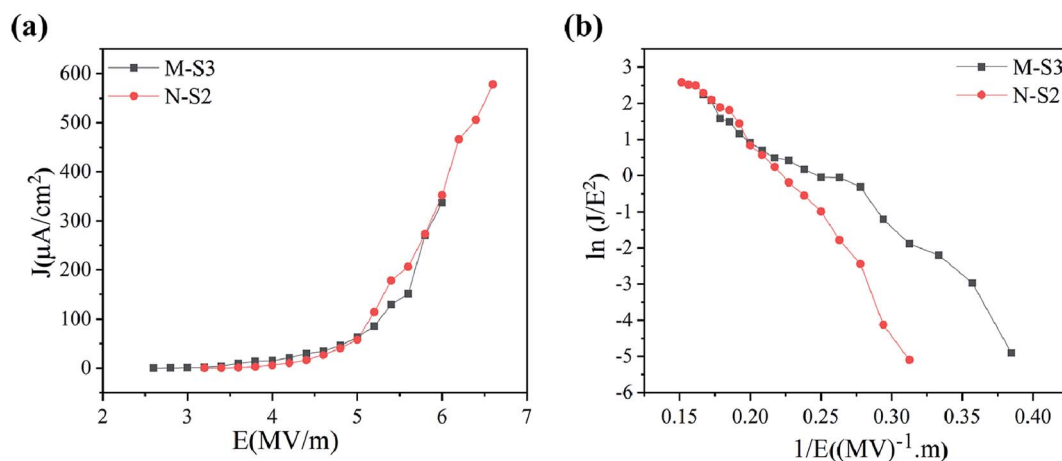 (a)
M-S3
N-S2
600
500
400
300
200
100
0
J(μA/cm²)
2 3 4 5 6 7
E(MV/m)
(b)
M-S3
N-S2
3
2
1
0
-1
-2
-3
-4
-5
-6
ln (J/E²)
0.15 0.20 0.25 0.30 0.35 0.40
1/E((MV)⁻¹.m)